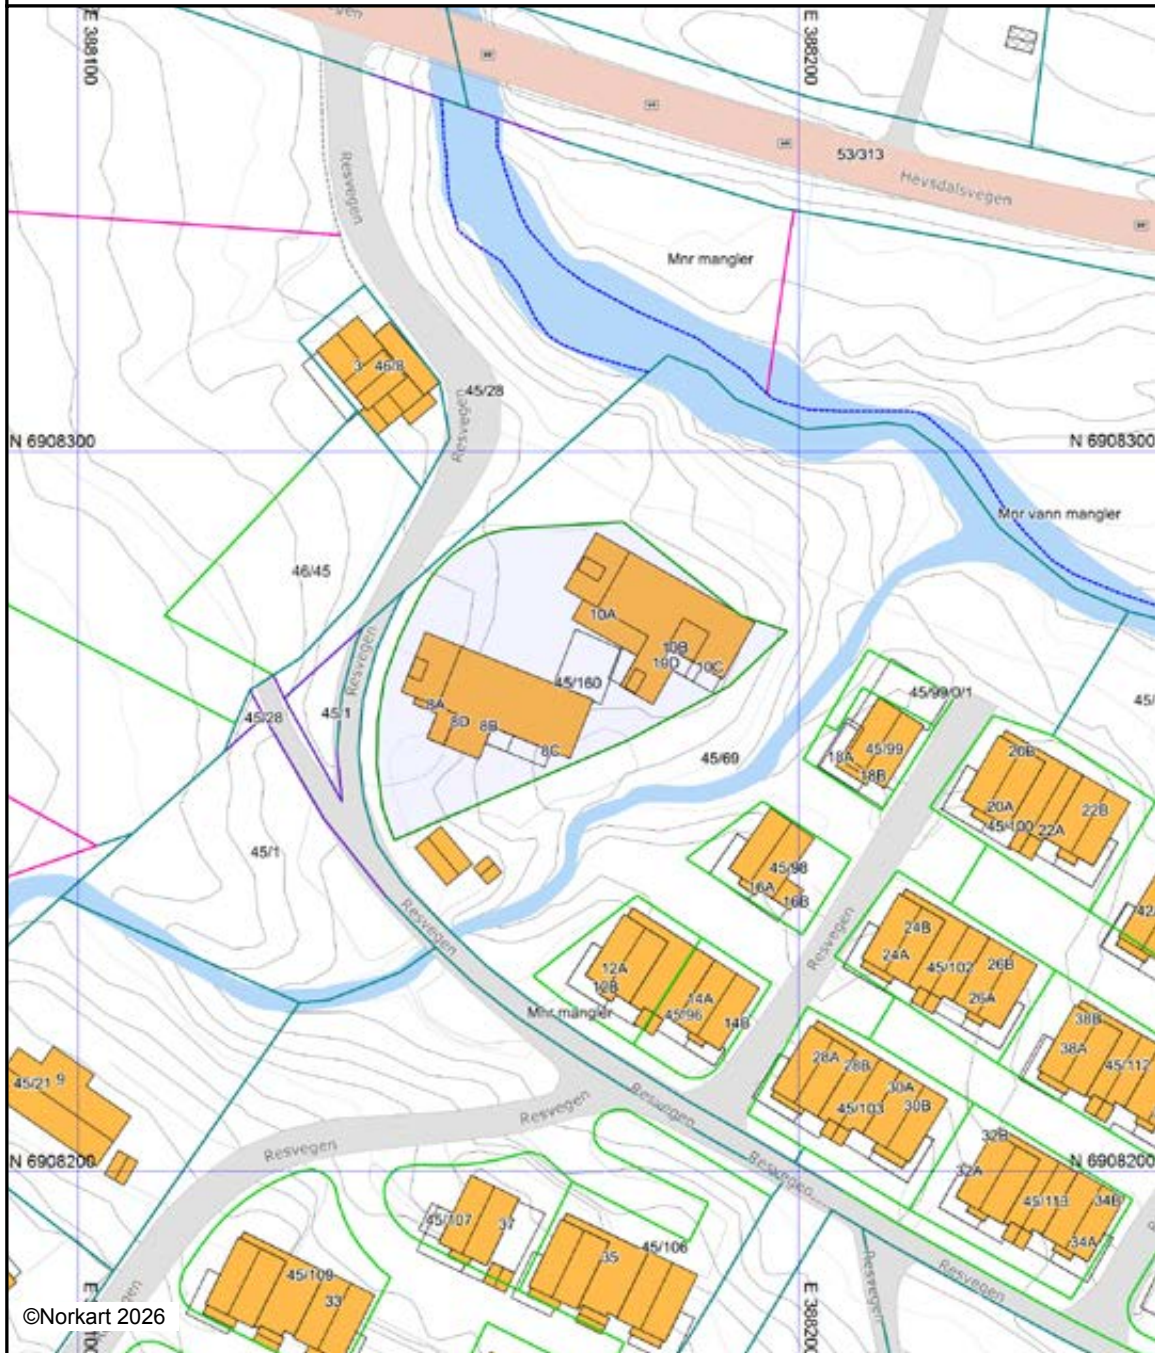 E 388100
E 388200
53/313
Hevsdalsvegen
Resvegen
Mnr mangler
3 46/8
45/28
Resvegen
N 6908300
N 6908300
Mnr vann mangler
46/45
10A
10B
10D
10C
Resvegen
45/160
45/99/0/1
45/
8A
8D
8B
8C
45/28
45/1
45/69
18A
45/99
18B
20B
20A
45/100
22A
22B
45/1
45/98
16A
16B
42
Resvegen
Resvegen
24B
24A
45/102
26B
26A
12A
12B
Mnr mangler
14A
45/96
14B
38B
38A
45/112
28A
28B
30A
30B
45/103
45/21
9
Resvegen
Resvegen
Resvegen
Resvegen
N 6908200
N 6908200
32B
32A
45/113
34B
34A
45/107
37
35
45/106
45/109
33
Resvegen
Resvegen
E 388200
©Norkart 2026